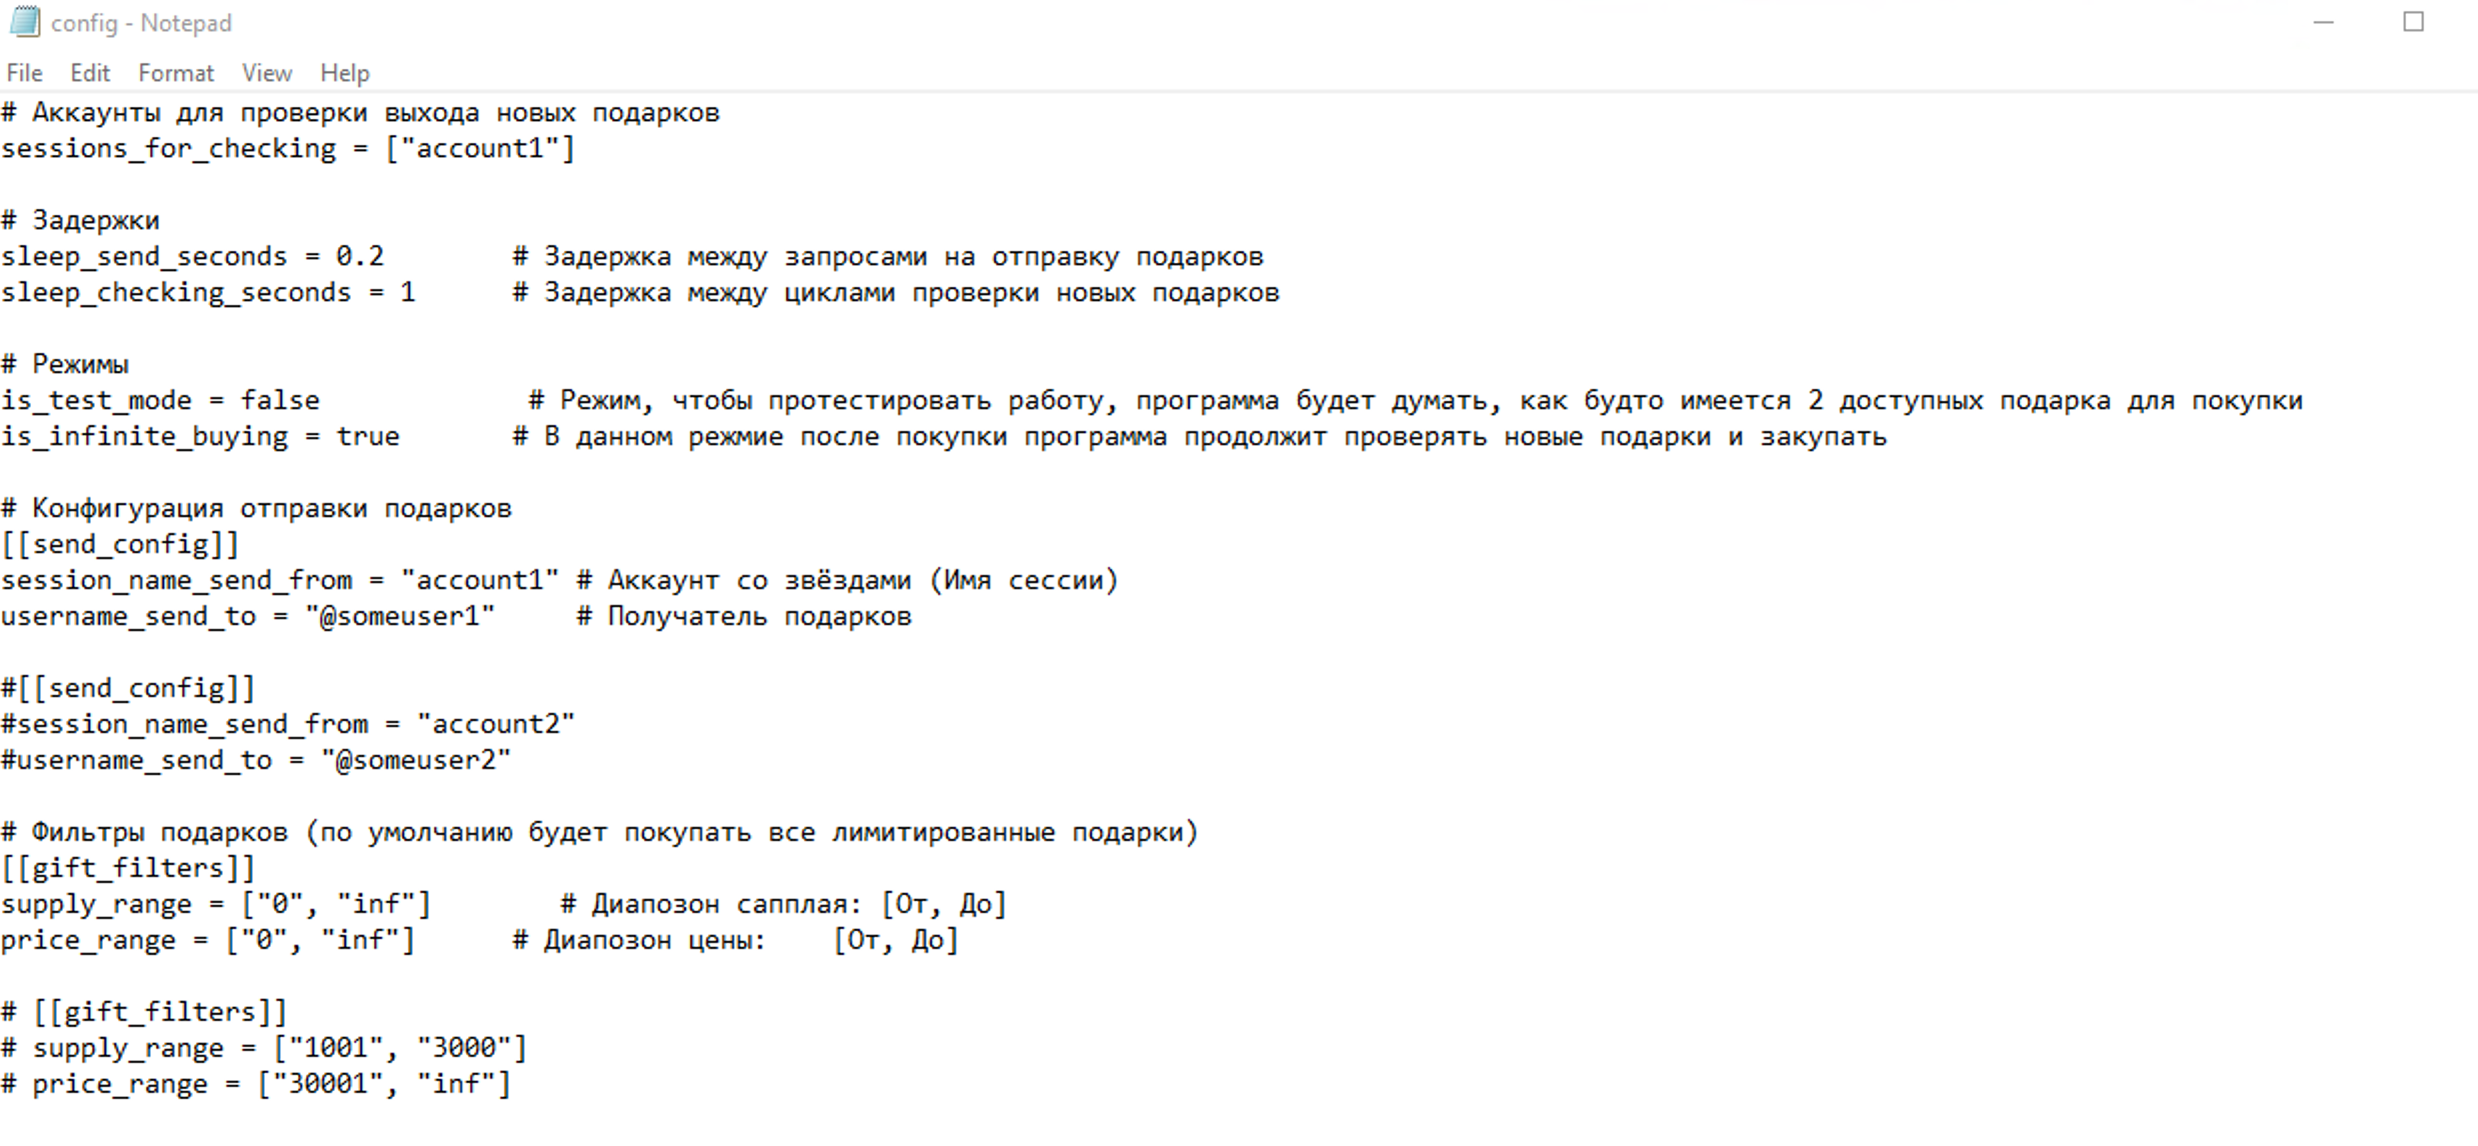 config - Notepad
File Edit Format View Help
# Аккаунты для проверки выхода новых подарков
sessions_for_checking = ["account1"]
# Задержки
sleep_send_seconds = 0.2        # Задержка между запросами на отправку подарков
sleep_checking_seconds = 1      # Задержка между циклами проверки новых подарков
# Режимы
is_test_mode = false             # Режим, чтобы протестировать работу, программа будет думать, как будто имеется 2 доступных подарка для покупки
is_infinite_buying = true       # В данном режмие после покупки программа продолжит проверять новые подарки и закупать
# Конфигурация отправки подарков
[[send_config]]
session_name_send_from = "account1" # Аккаунт со звёздами (Имя сессии)
username_send_to = "@someuser1"     # Получатель подарков
#[[send_config]]
#session_name_send_from = "account2"
#username_send_to = "@someuser2"
# Фильтры подарков (по умолчанию будет покупать все лимитированные подарки)
[[gift_filters]]
supply_range = ["0", "inf"]        # Диапозон сапплая: [От, До]
price_range = ["0", "inf"]      # Диапозон цены:    [От, До]
# [[gift_filters]]
# supply_range = ["1001", "3000"]
# price_range = ["30001", "inf"]